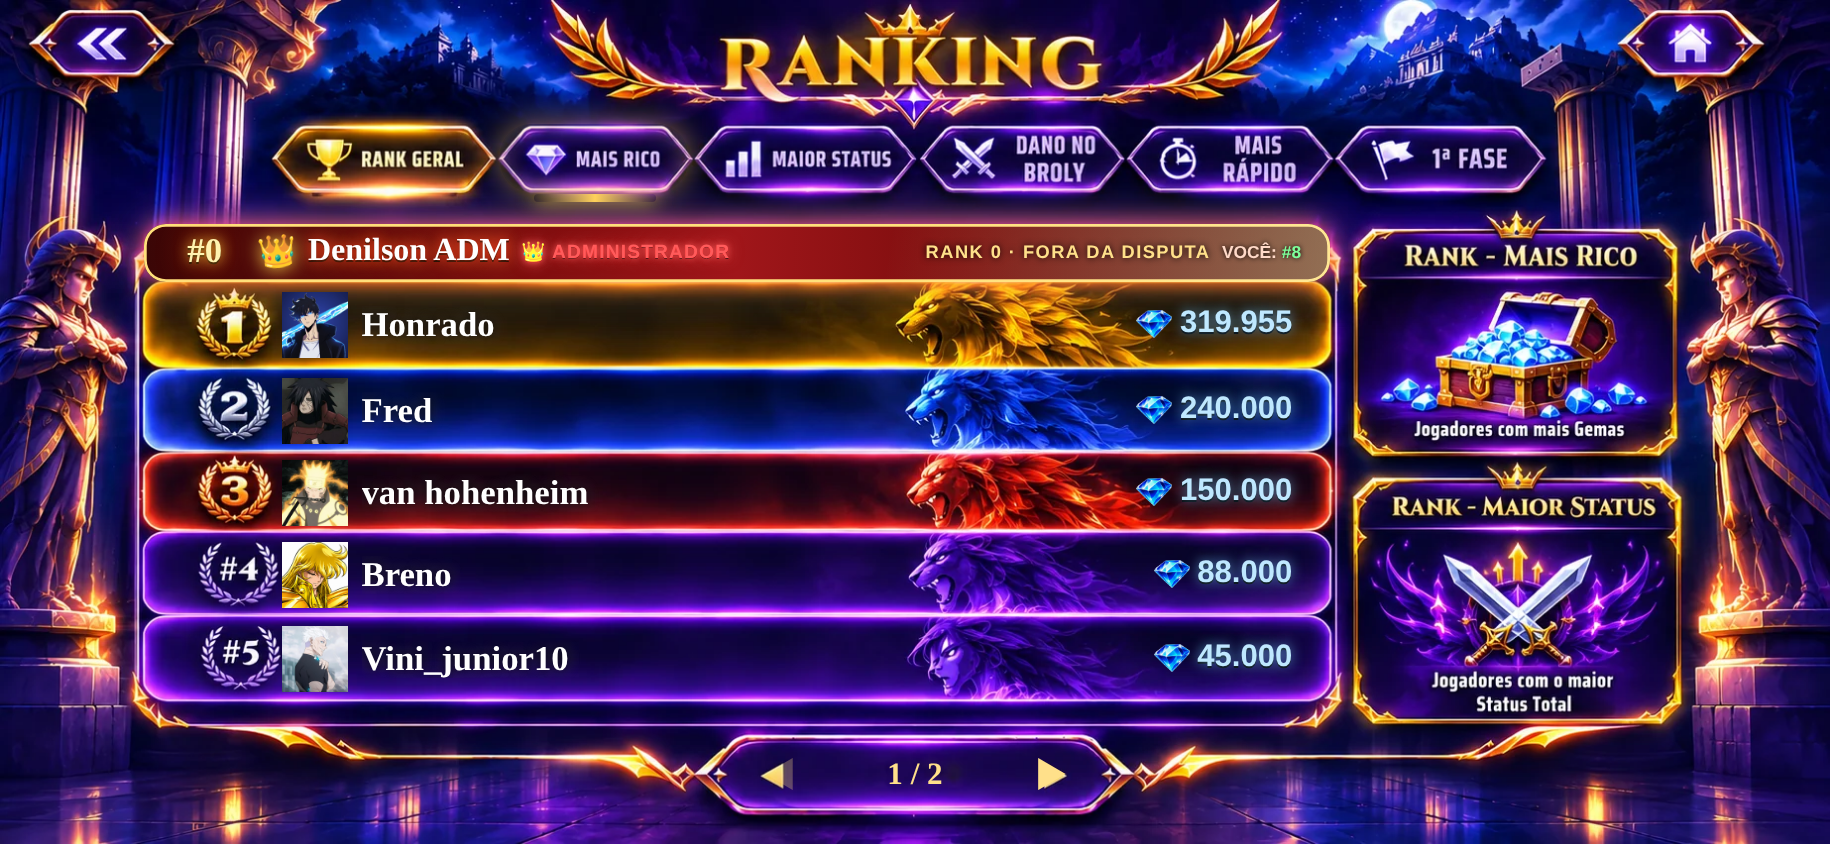 RANKING
RANK GERAL
MAIS RICO
MAIOR STATUS
DANO NO
BROLY
MAIS
RÁPIDO
1ª FASE
#0 👑 Denilson ADM 👑 ADMINISTRADOR RANK 0 · FORA DA DISPUTA VOCÊ: #8
1 Honrado 319.955
2 Fred 240.000
3 van hohenheim 150.000
#4 Breno 88.000
#5 Vini_junior10 45.000
RANK - MAIS RICO
Jogadores com mais Gemas
RANK - MAIOR STATUS
Jogadores com o maior
Status Total
1 / 2